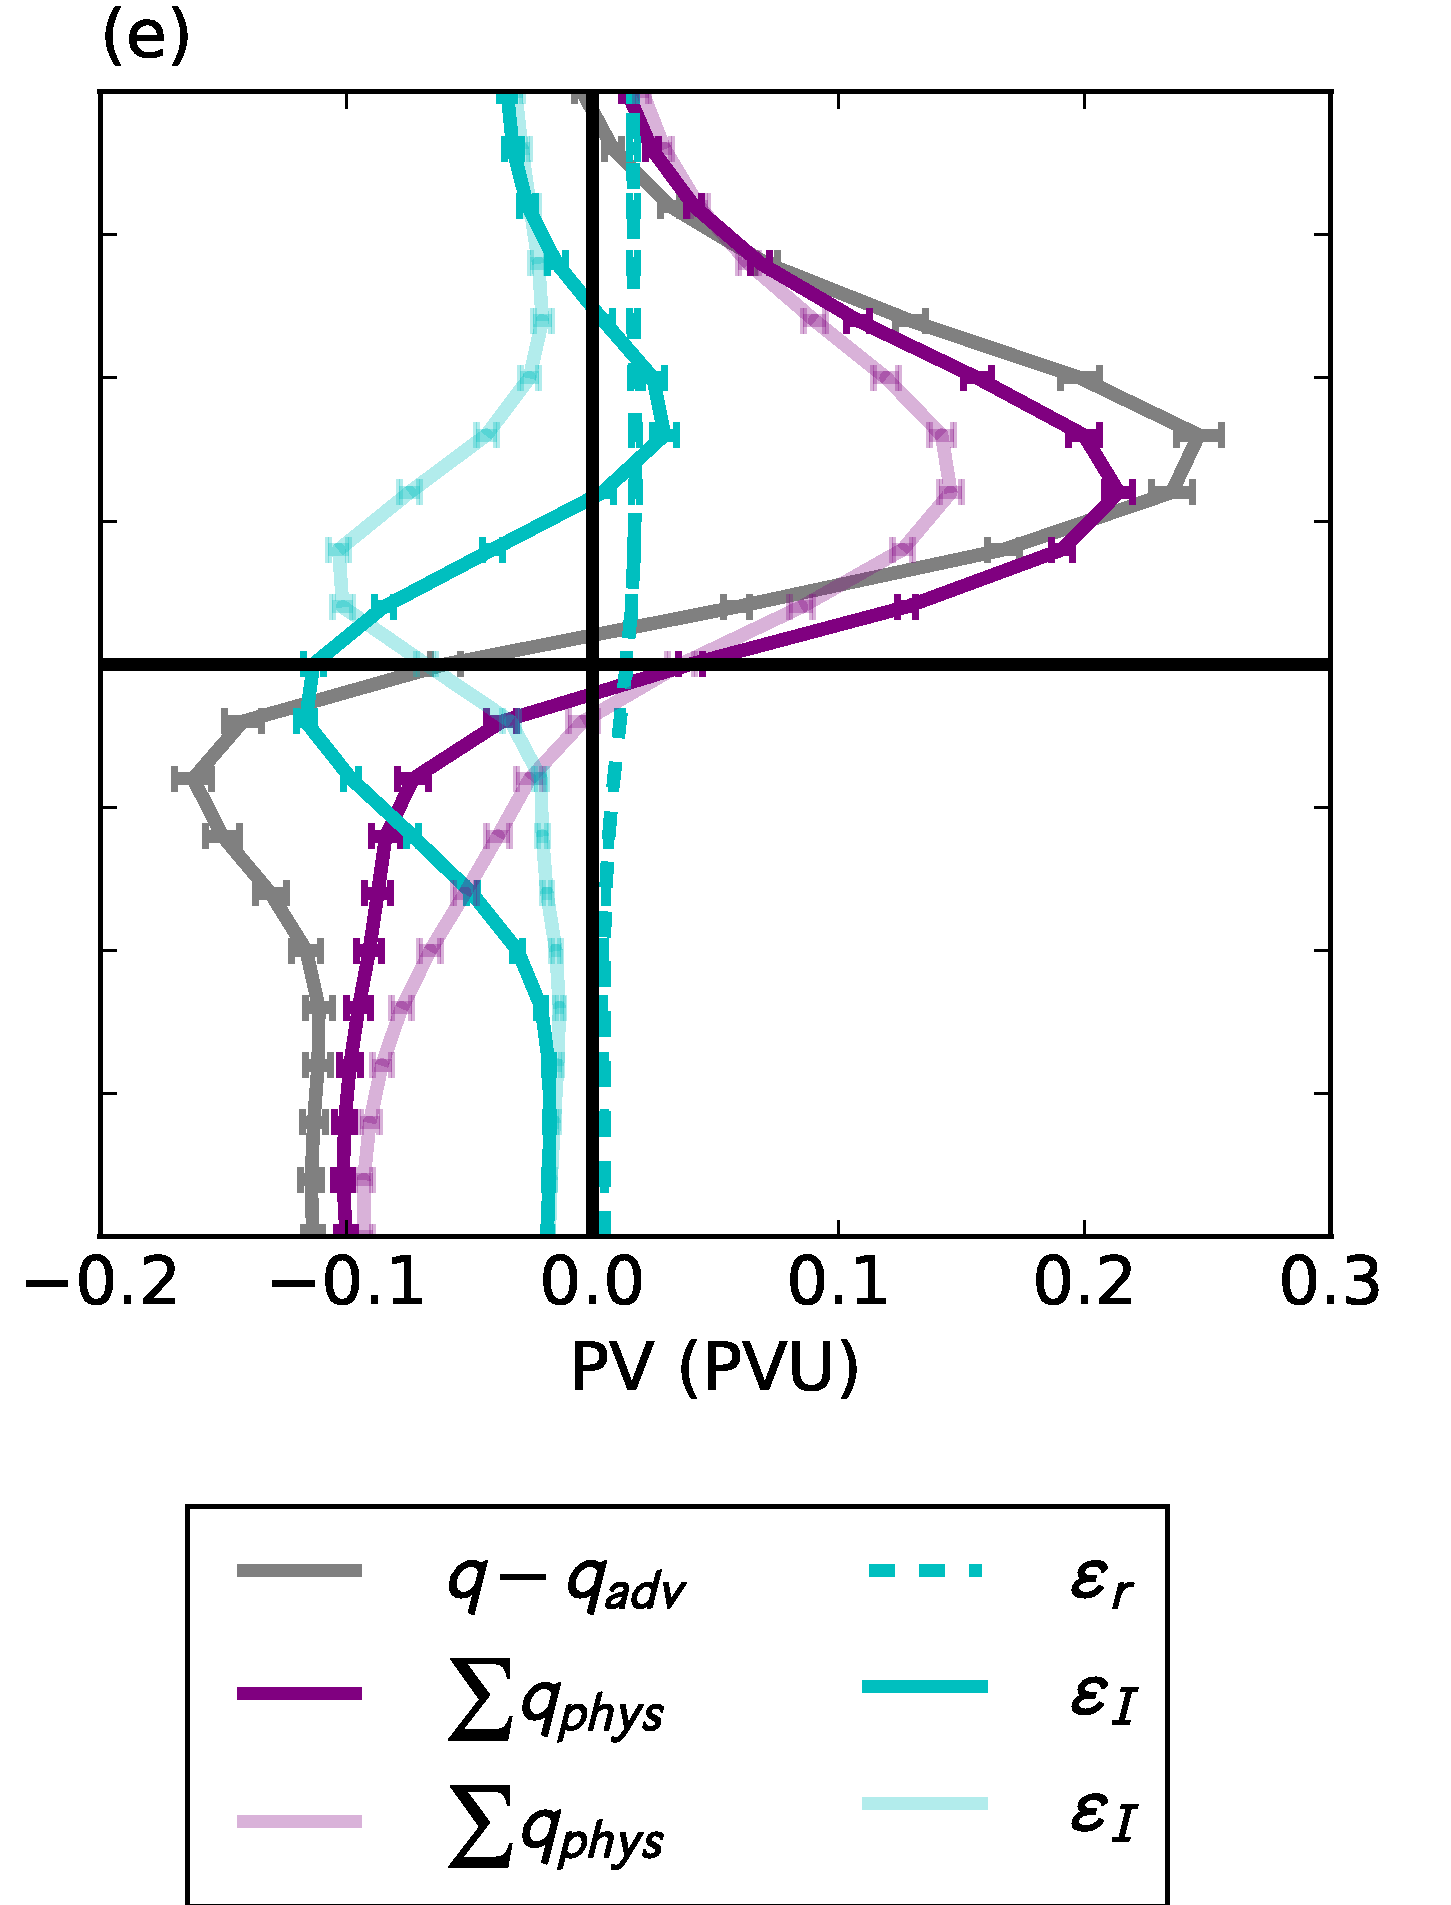 (e)
−0.2 −0.1 0.0 0.1 0.2 0.3
PV (PVU)
q − q_adv ε_r
∑q_phys ε_I
∑q_phys ε_I